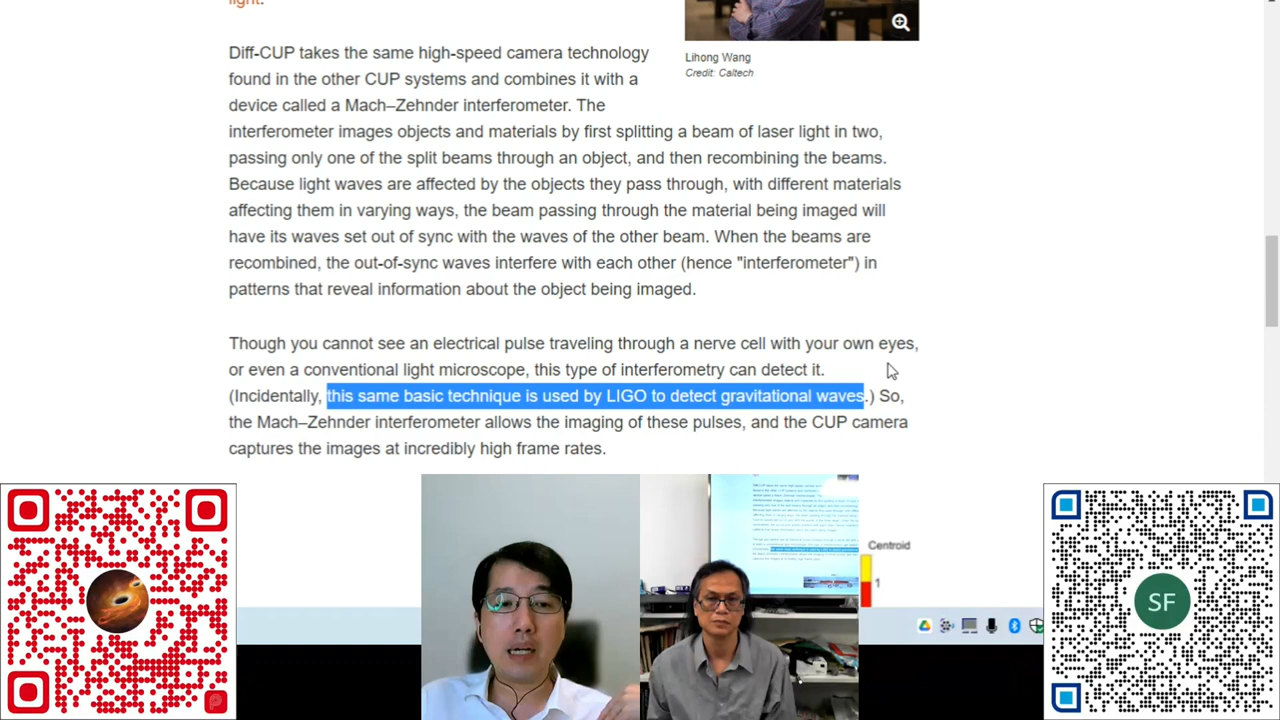 light.
Diff-CUP takes the same high-speed camera technology
found in the other CUP systems and combines it with a
device called a Mach–Zehnder interferometer. The
interferometer images objects and materials by first splitting a beam of laser light in two,
passing only one of the split beams through an object, and then recombining the beams.
Because light waves are affected by the objects they pass through, with different materials
affecting them in varying ways, the beam passing through the material being imaged will
have its waves set out of sync with the waves of the other beam. When the beams are
recombined, the out-of-sync waves interfere with each other (hence "interferometer") in
patterns that reveal information about the object being imaged.
Lihong Wang
Credit: Caltech
Though you cannot see an electrical pulse traveling through a nerve cell with your own eyes,
or even a conventional light microscope, this type of interferometry can detect it.
(Incidentally, this same basic technique is used by LIGO to detect gravitational waves.) So,
the Mach–Zehnder interferometer allows the imaging of these pulses, and the CUP camera
captures the images at incredibly high frame rates.
Centroid
1
SF